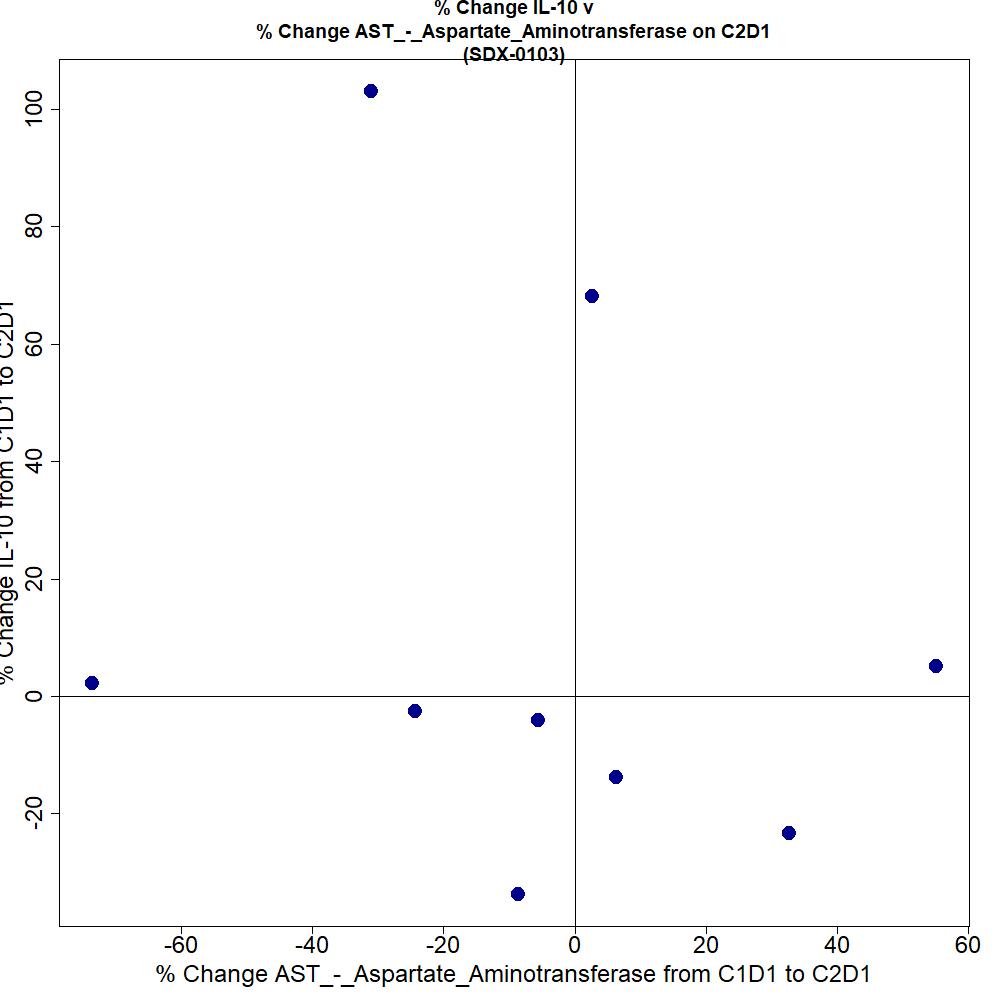 % Change IL-10 v
% Change AST_-_Aspartate_Aminotransferase on C2D1
(SDX-0103)
% Change IL-10 from C1D1 to C2D1
100
80
60
40
20
0
-20
-60
-40
-20
0
20
40
60
% Change AST_-_Aspartate_Aminotransferase from C1D1 to C2D1